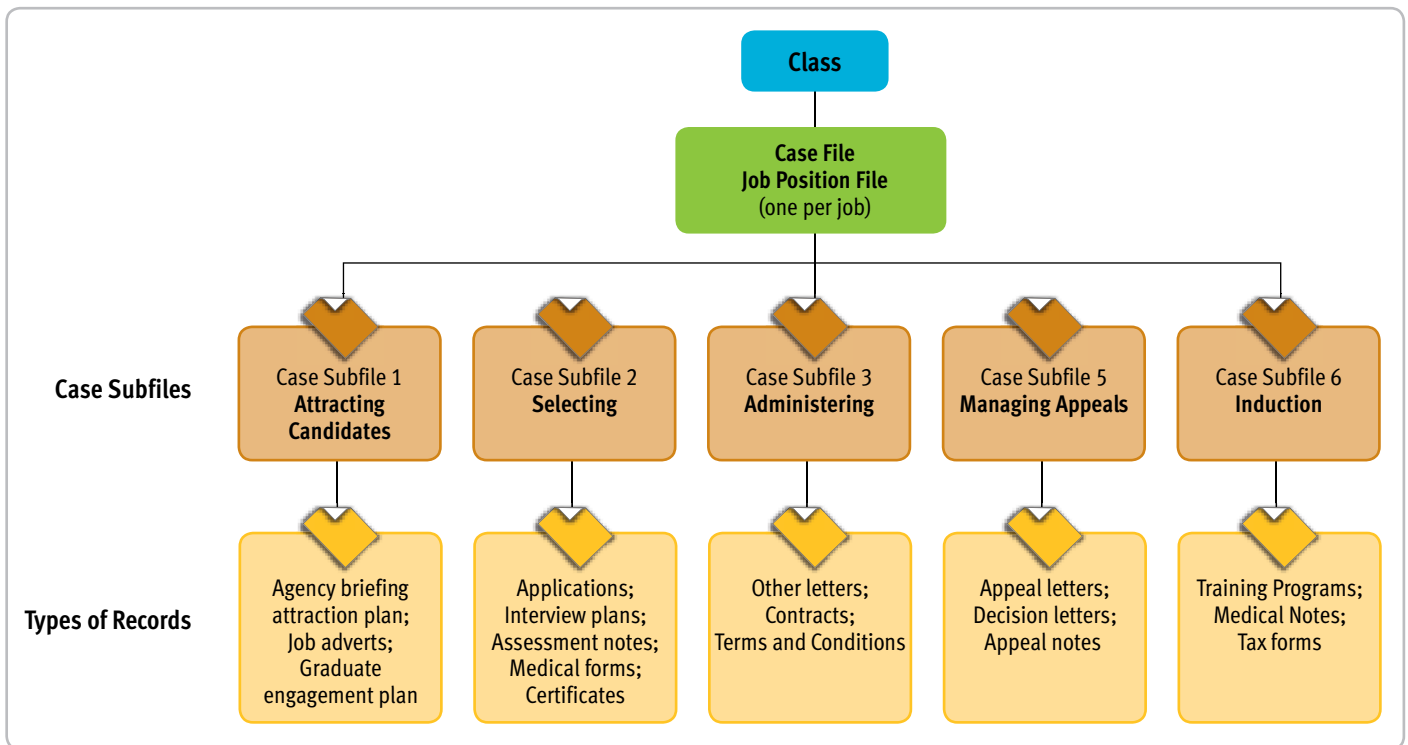 Class
Case File
Job Position File
(one per job)
Case Subfiles
Case Subfile 1
Attracting
Candidates
Case Subfile 2
Selecting
Case Subfile 3
Administering
Case Subfile 5
Managing Appeals
Case Subfile 6
Induction
Types of Records
Agency briefing
attraction plan;
Job adverts;
Graduate
engagement plan
Applications;
Interview plans;
Assessment notes;
Medical forms;
Certificates
Other letters;
Contracts;
Terms and Conditions
Appeal letters;
Decision letters;
Appeal notes
Training Programs;
Medical Notes;
Tax forms